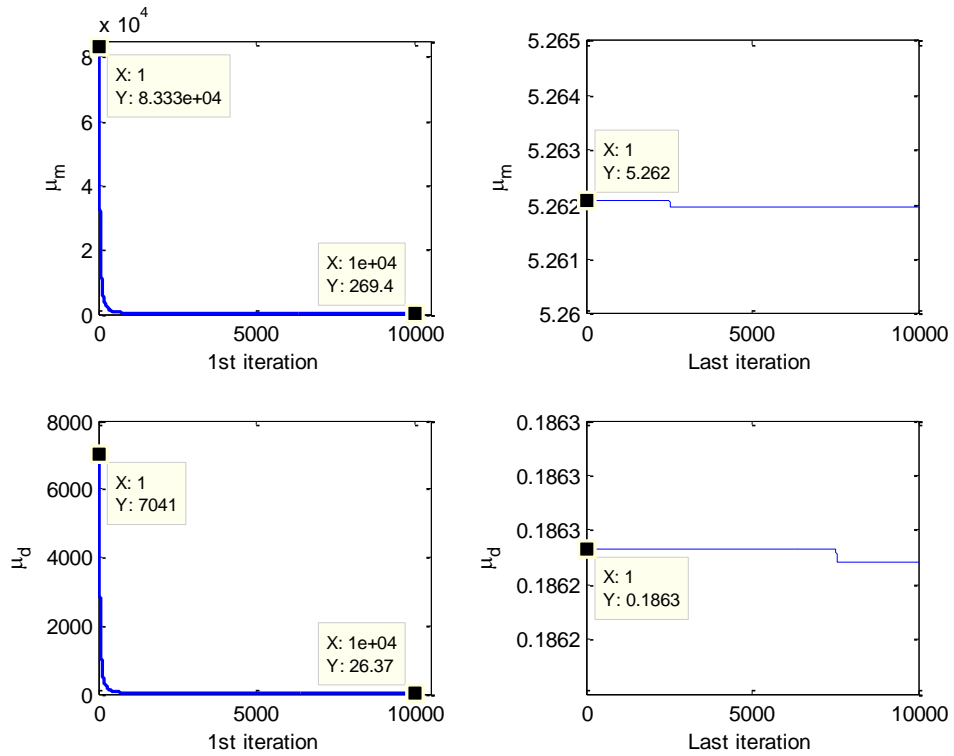 x 10^4
8
6
4
2
0
μm
X: 1
Y: 8.333e+04
X: 1e+04
Y: 269.4
0
5000
10000
1st iteration
5.265
5.264
5.263
5.262
5.261
5.26
μm
X: 1
Y: 5.262
0
5000
10000
Last iteration
8000
6000
4000
2000
0
μd
X: 1
Y: 7041
X: 1e+04
Y: 26.37
0
5000
10000
1st iteration
0.1863
0.1863
0.1863
0.1862
0.1862
μd
X: 1
Y: 0.1863
0
5000
10000
Last iteration